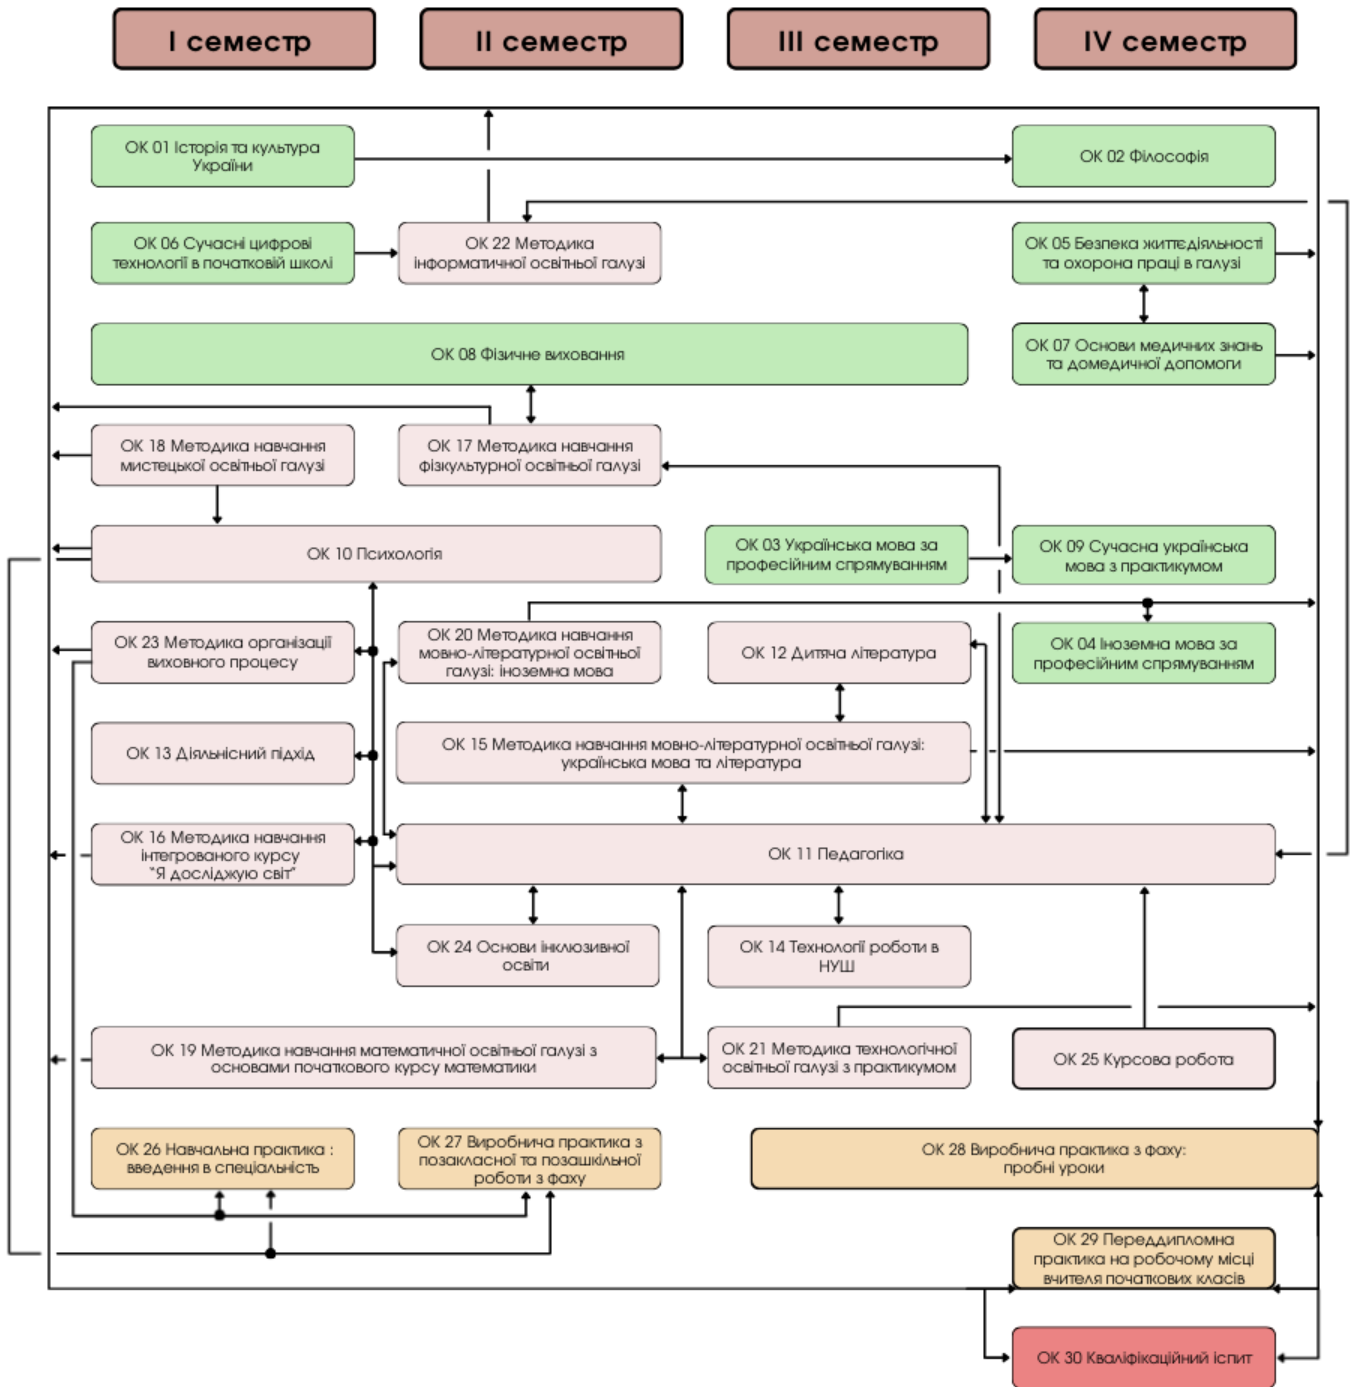 I семестр
II семестр
III семестр
IV семестр
ОК 01 Історія та культура
України
ОК 02 Філософія
ОК 06 Сучасні цифрові
технології в початковій школі
ОК 22 Методика
інформатичної освітньої галузі
ОК 05 Безпека життєдіяльності
та охорона праці в галузі
ОК 08 Фізичне виховання
ОК 07 Основи медичних знань
та домедичної допомоги
ОК 18 Методика навчання
мистецької освітньої галузі
ОК 17 Методика навчання
фізкультурної освітньої галузі
ОК 10 Психологія
ОК 03 Українська мова за
професійним спрямуванням
ОК 09 Сучасна українська
мова з практикумом
ОК 23 Методика організації
виховного процесу
ОК 20 Методика навчання
мовно-літературної освітньої
галузі: іноземна мова
ОК 12 Дитяча література
ОК 04 Іноземна мова за
професійним спрямуванням
ОК 13 Діяльнісний підхід
ОК 15 Методика навчання мовно-літературної освітньої галузі:
українська мова та література
ОК 16 Методика навчання
інтегрованого курсу
"Я досліджую світ"
ОК 11 Педагогіка
ОК 24 Основи інклюзивної
освіти
ОК 14 Технології роботи в
НУШ
ОК 19 Методика навчання математичної освітньої галузі з
основами початкового курсу математики
ОК 21 Методика технологічної
освітньої галузі з практикумом
ОК 25 Курсова робота
ОК 26 Навчальна практика :
введення в спеціальність
ОК 27 Виробнича практика з
позакласної та позашкільної
роботи з фаху
ОК 28 Виробнича практика з фаху:
пробні уроки
ОК 29 Переддипломна
практика на робочому місці
вчителя початкових класів
ОК 30 Кваліфікаційний іспит